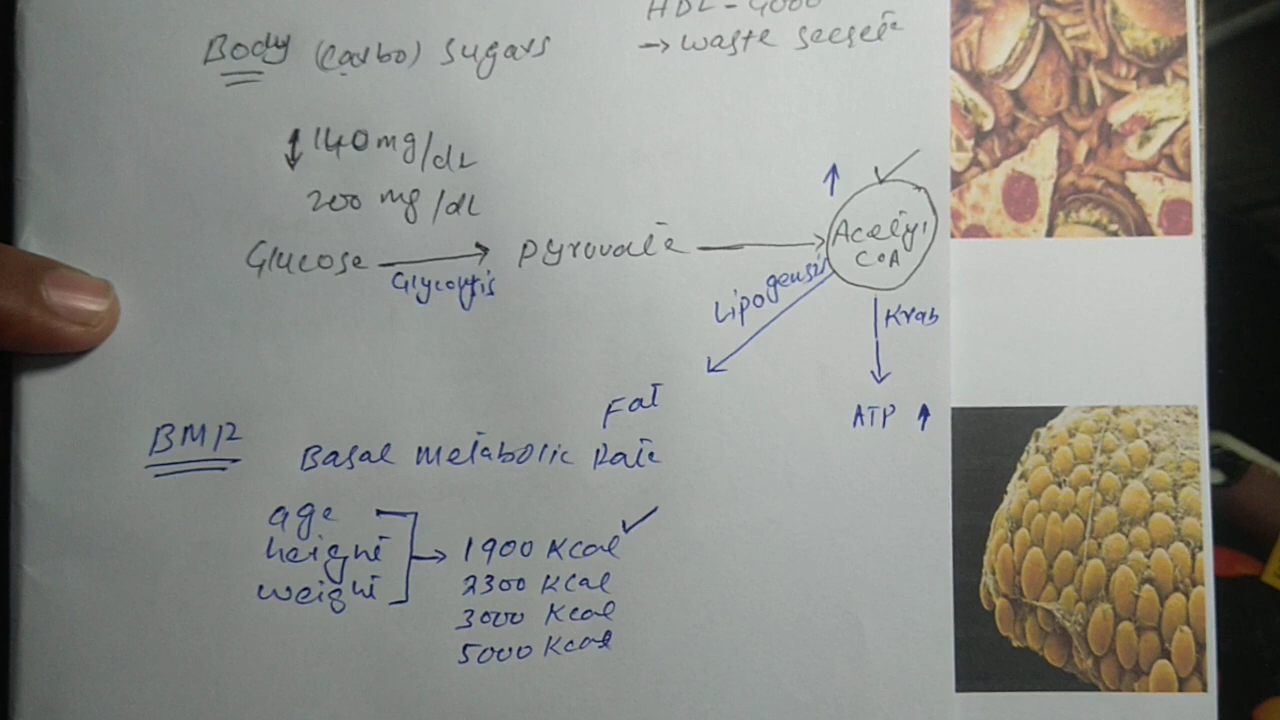 HDL - Good
Body (carbo) sugars
→ waste secrete
↓ 140 mg/dL
200 mg/dL
↑ ✓
Glucose → Pyruvate → Acetyl CoA
Glycolysis
Lipogensis
Krab
Fat
ATP ↑
BMR Basal Metabolic Rate
age
height → 1900 Kcal ✓
weight 2300 Kcal
3000 Kcal
5000 Kcal